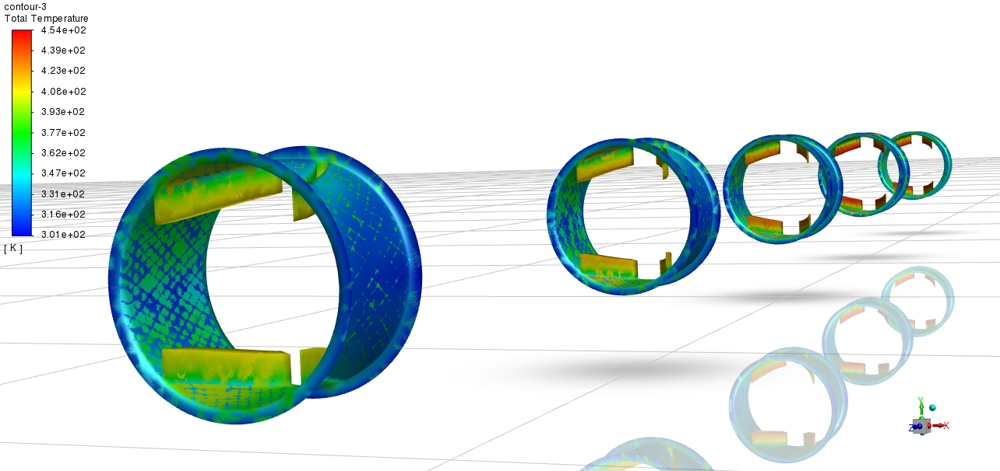 contour-3
Total Temperature
4.54e+02
4.39e+02
4.23e+02
4.08e+02
3.93e+02
3.77e+02
3.62e+02
3.47e+02
3.31e+02
3.16e+02
3.01e+02
[ K ]
Y
Z
X